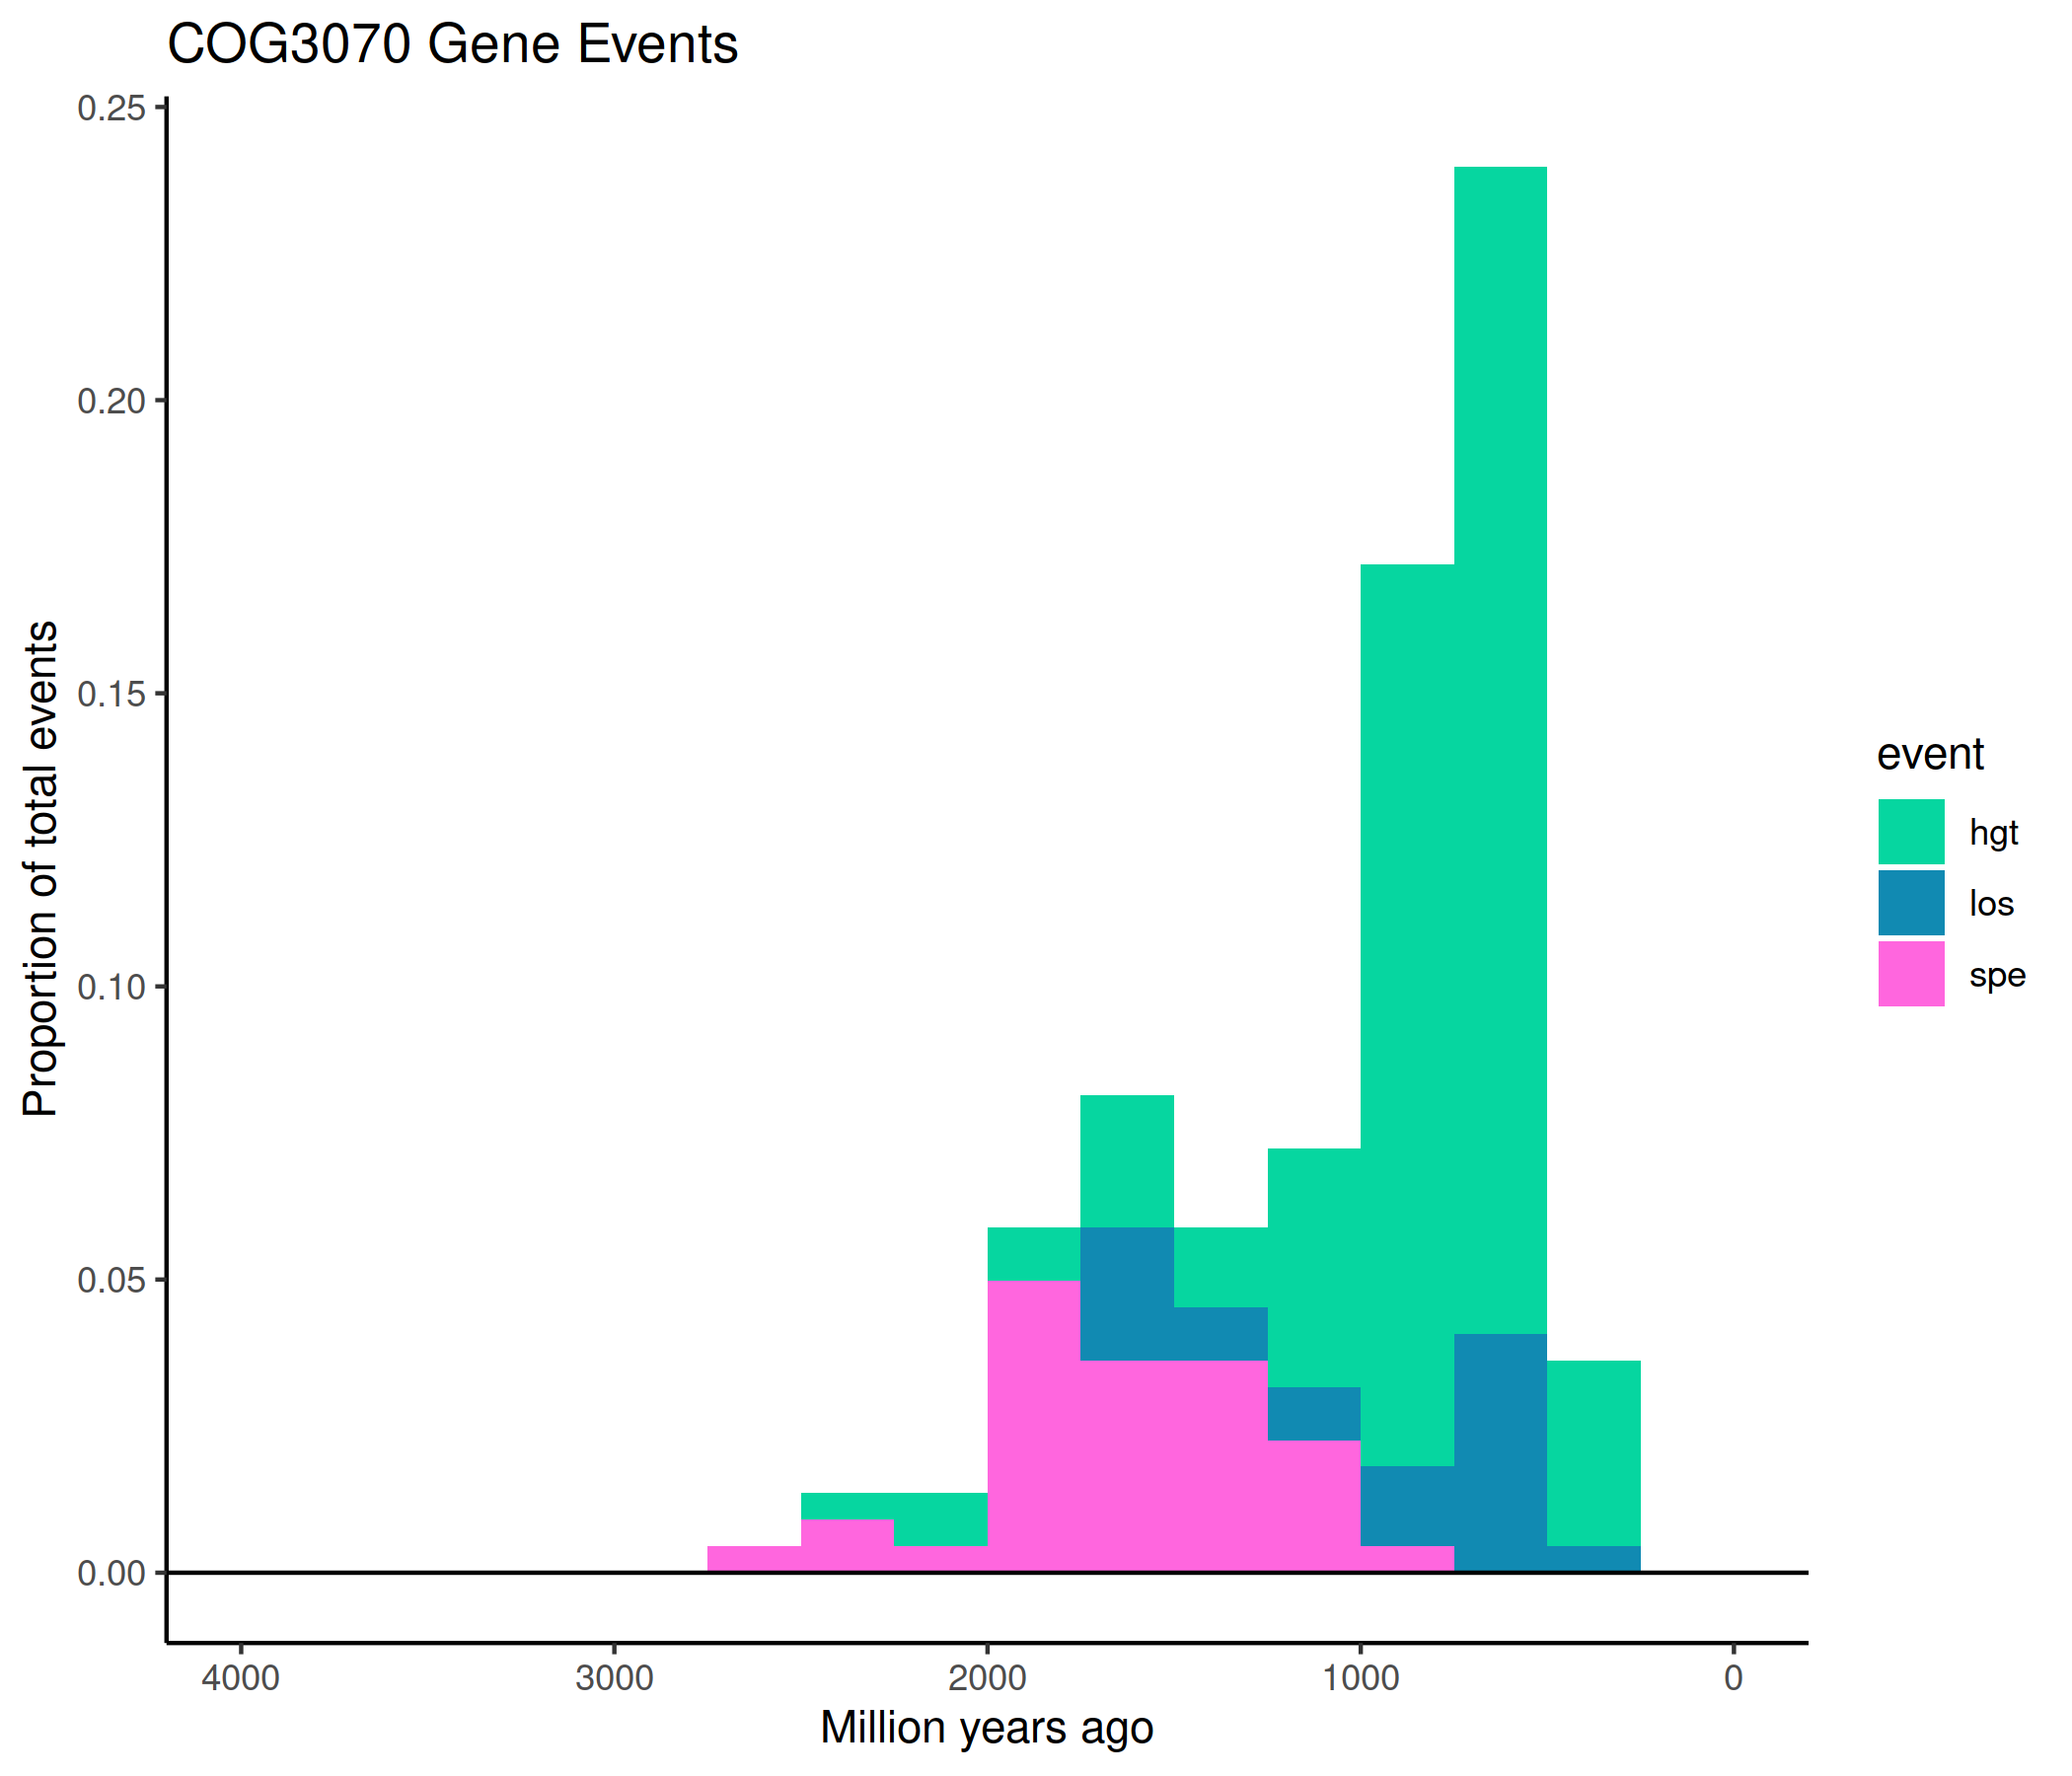 COG3070 Gene Events
0.25
0.20
0.15
0.10
0.05
0.00
Proportion of total events
4000 3000 2000 1000 0
Million years ago
event
hgt
los
spe